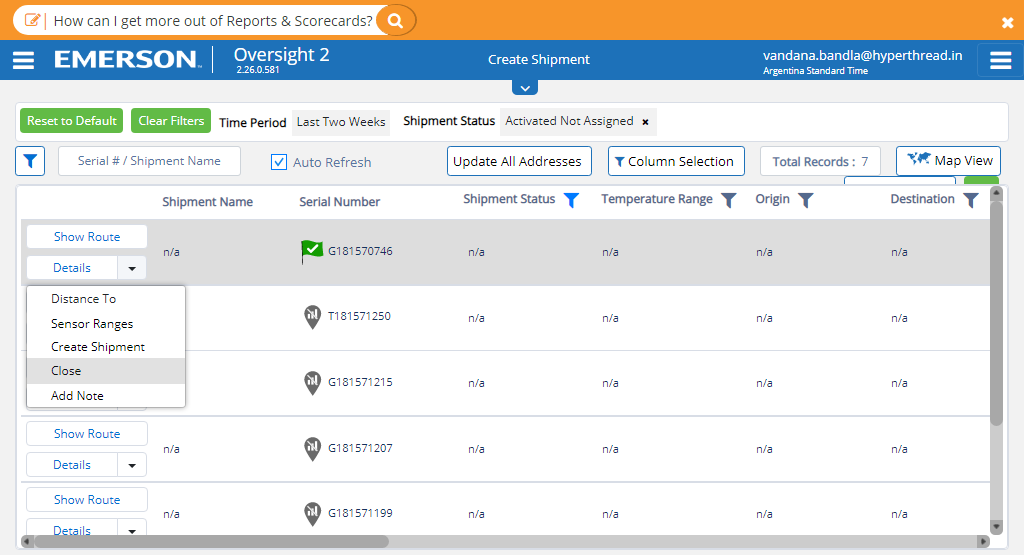 How can I get more out of Reports & Scorecards?
EMERSON
Oversight 2
2.26.0.581
Create Shipment
vandana.bandla@hyperthread.in
Argentina Standard Time
Reset to Default Clear Filters Time Period Last Two Weeks Shipment Status Activated Not Assigned ×
Serial # / Shipment Name Auto Refresh Update All Addresses Column Selection Total Records : 7 Map View
Shipment Name Serial Number Shipment Status Temperature Range Origin Destination
Show Route
n/a G181570746 n/a n/a n/a n/a
Details
Distance To
Sensor Ranges
Create Shipment
Close
Add Note
T181571250 n/a n/a n/a n/a
G181571215 n/a n/a n/a n/a
Show Route
n/a G181571207 n/a n/a n/a n/a
Details
Show Route
n/a G181571199 n/a n/a n/a n/a
Details